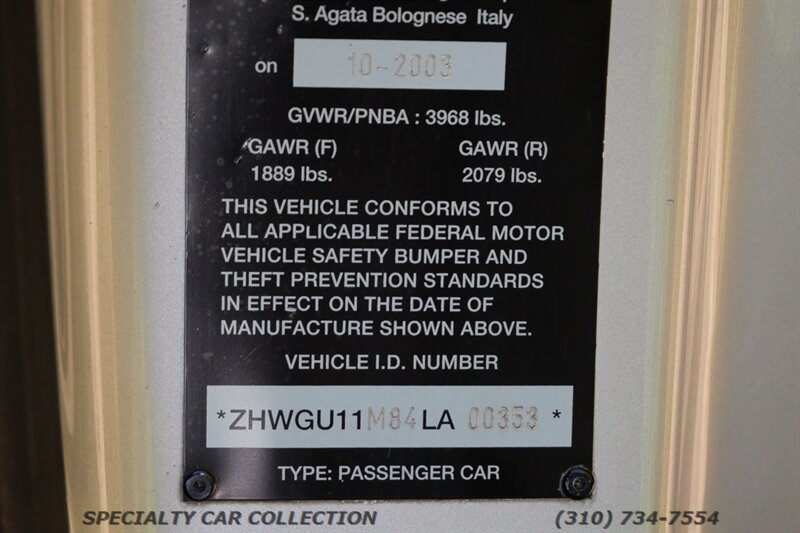 S. Agata Bolognese Italy
on 10-2003
GVWR/PNBA : 3968 lbs.
GAWR (F) GAWR (R)
1889 lbs. 2079 lbs.
THIS VEHICLE CONFORMS TO
ALL APPLICABLE FEDERAL MOTOR
VEHICLE SAFETY BUMPER AND
THEFT PREVENTION STANDARDS
IN EFFECT ON THE DATE OF
MANUFACTURE SHOWN ABOVE.
VEHICLE I.D. NUMBER
*ZHWGU11M84LA 00353 *
TYPE: PASSENGER CAR
SPECIALTY CAR COLLECTION (310) 734-7554